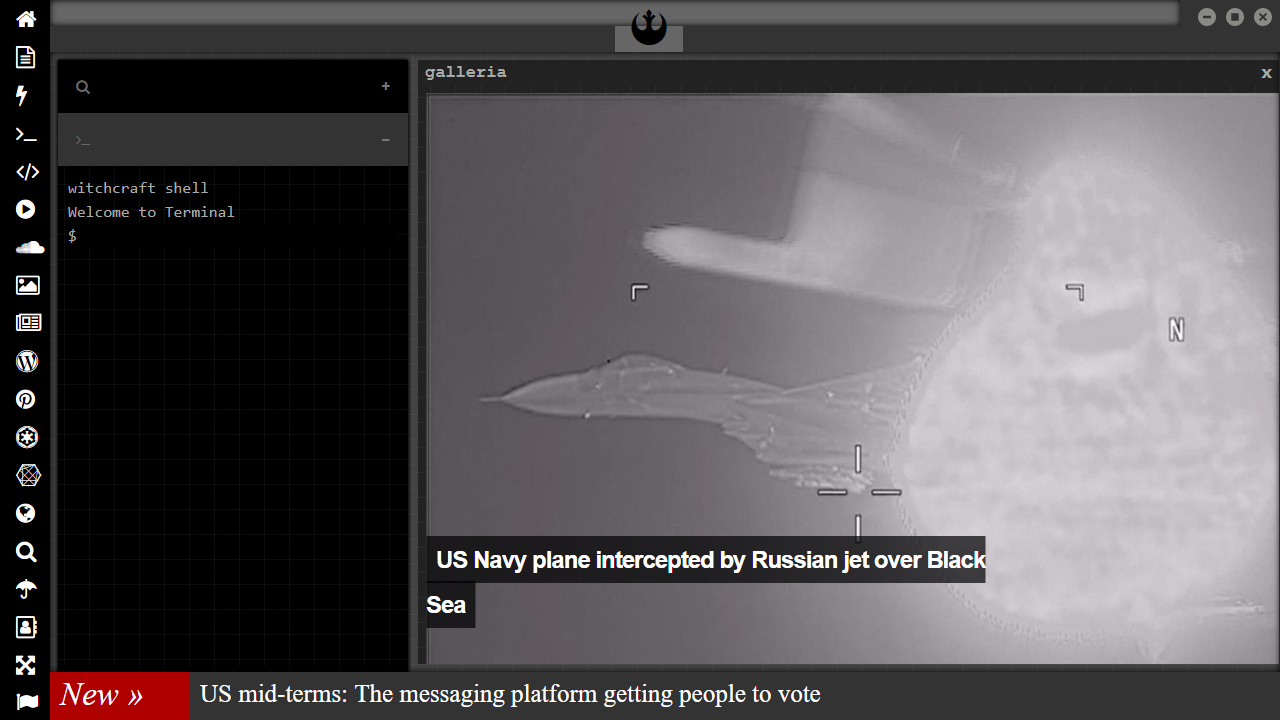 galleria
x
+
>_
−
witchcraft shell
Welcome to Terminal
$
N
US Navy plane intercepted by Russian jet over Black
Sea
New »
US mid-terms: The messaging platform getting people to vote